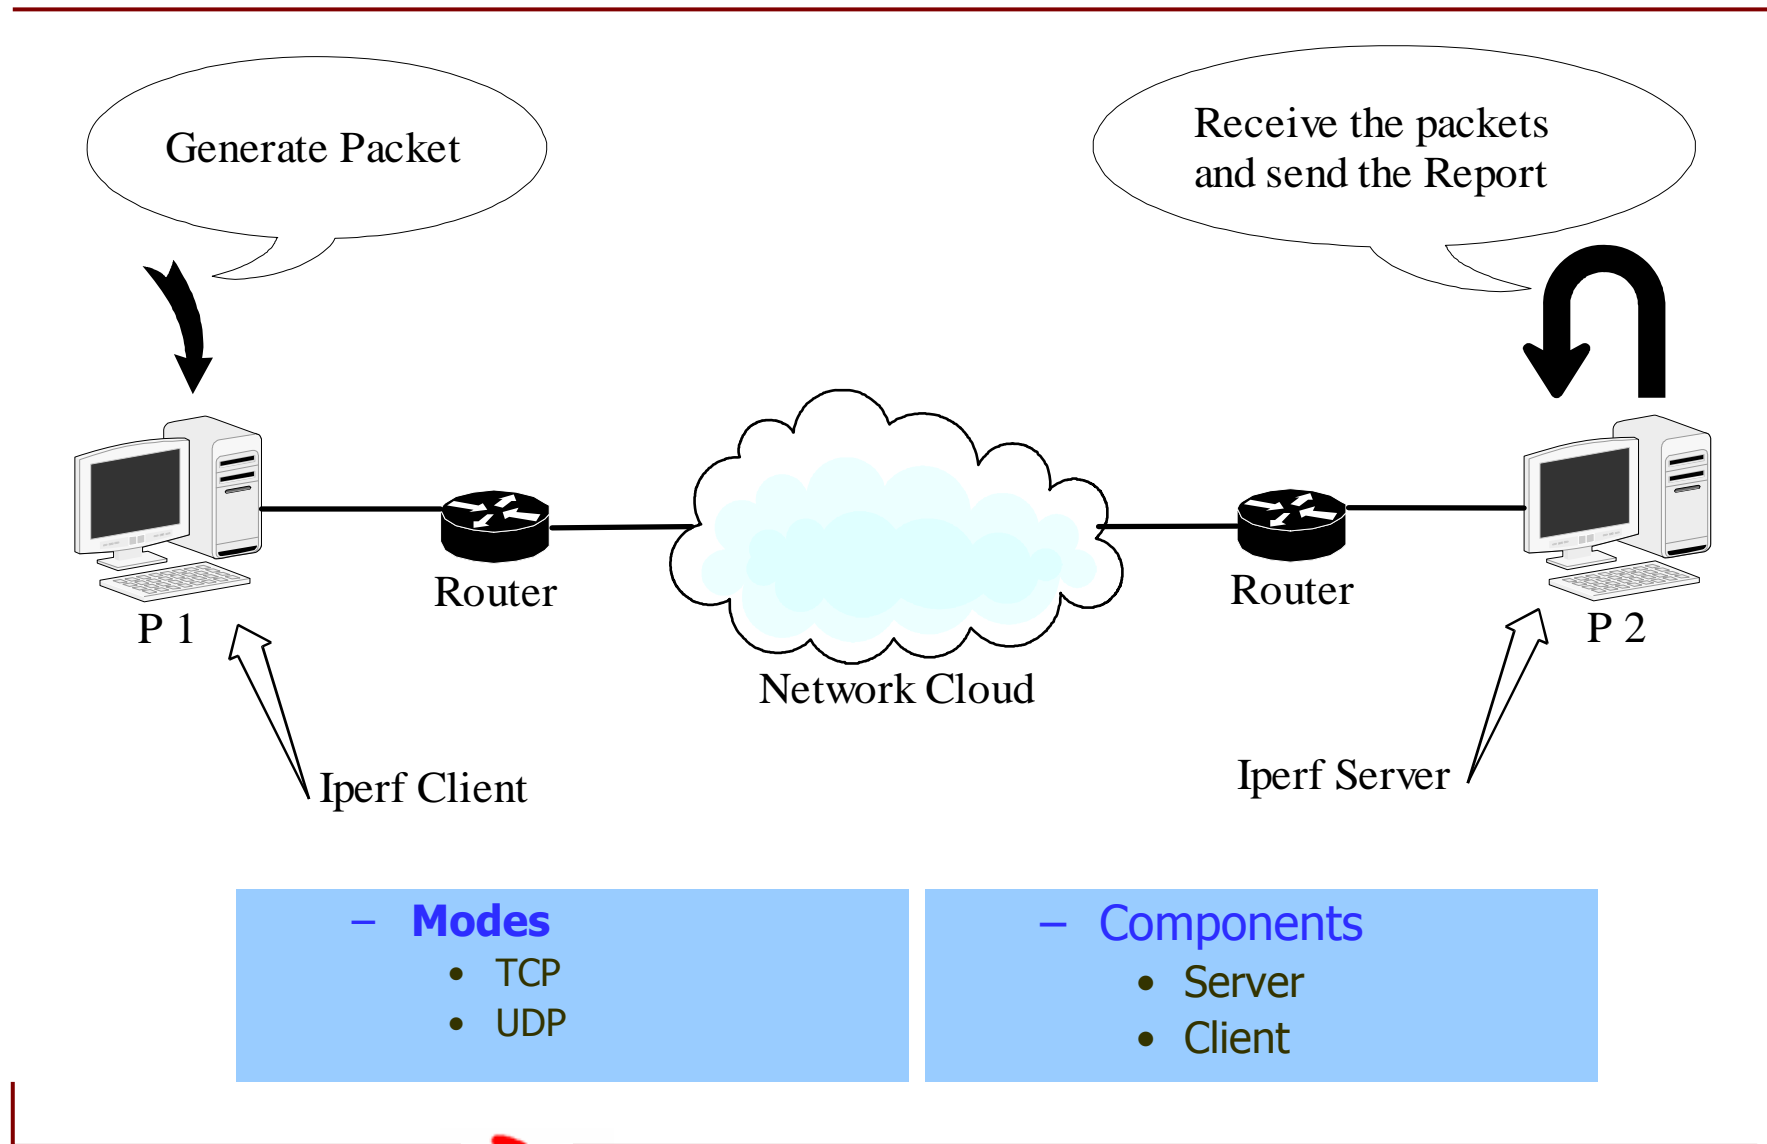 Generate Packet
Receive the packets
and send the Report
Router
Router
P 1
P 2
Network Cloud
Iperf Client
Iperf Server
– Modes
• TCP
• UDP
– Components
• Server
• Client